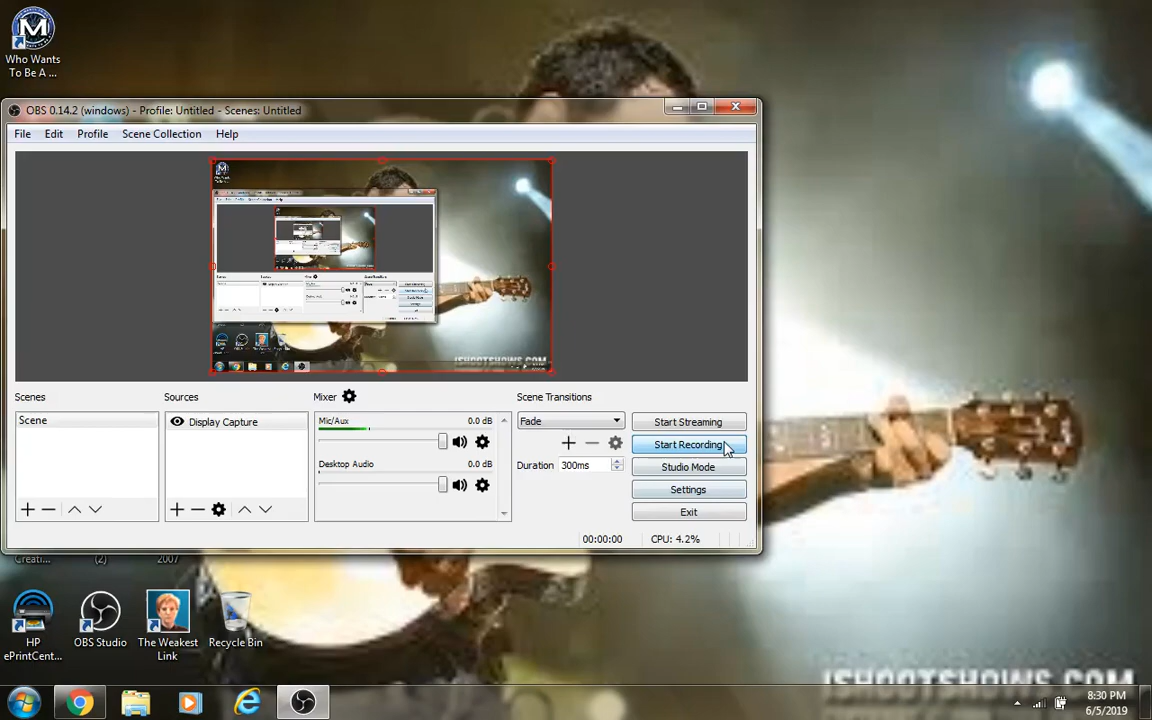 Who Wants
To Be A ...
OBS 0.14.2 (windows) - Profile: Untitled - Scenes: Untitled
File Edit Profile Scene Collection Help
Scenes Sources Mixer Scene Transitions
Scene
Display Capture
Mic/Aux 0.0 dB
Desktop Audio 0.0 dB
Fade
Duration 300ms
Start Streaming
Start Recording
Studio Mode
Settings
Exit
00:00:00 CPU: 4.2%
Creati... (2) 2007
HP
ePrintCent...
OBS Studio
The Weakest
Link
Recycle Bin
ISHOOTSHOWS.COM
8:30 PM
6/5/2019